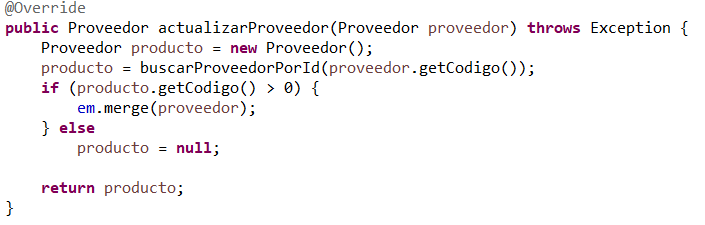 @Override
public Proveedor actualizarProveedor(Proveedor proveedor) throws Exception {
    Proveedor producto = new Proveedor();
    producto = buscarProveedorPorId(proveedor.getCodigo());
    if (producto.getCodigo() > 0) {
        em.merge(proveedor);
    } else
        producto = null;

    return producto;
}